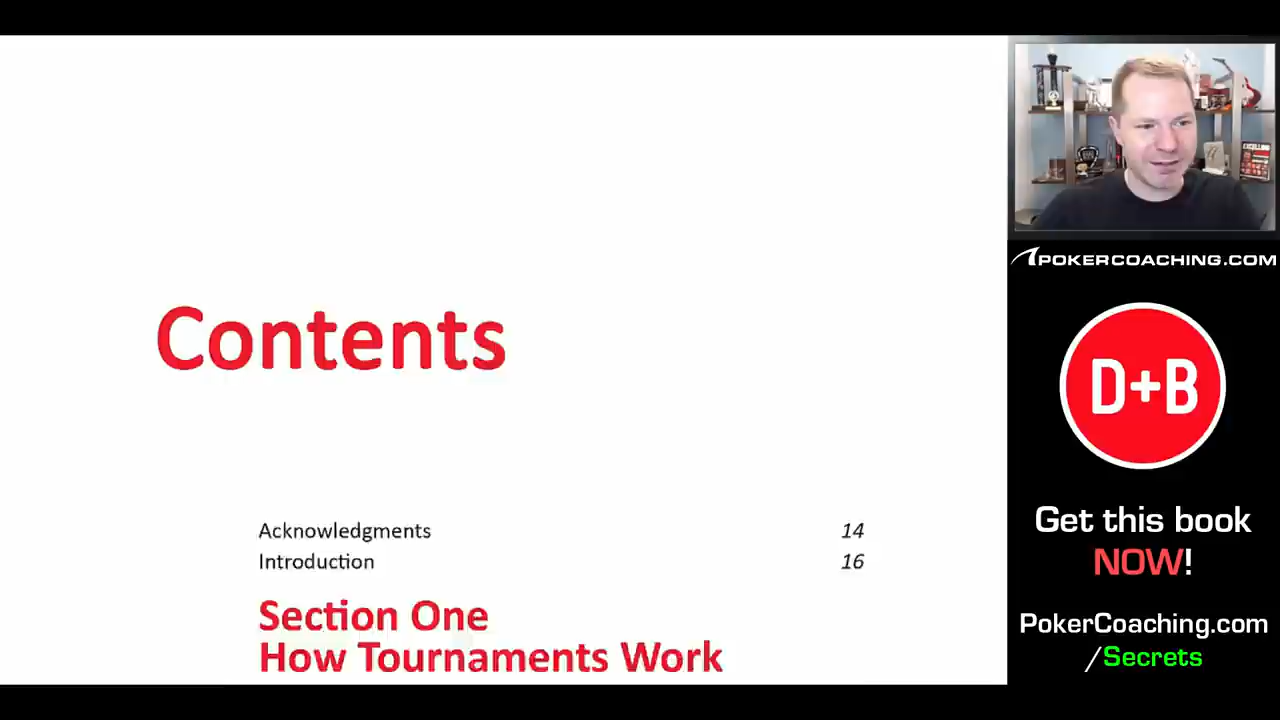 Contents
Acknowledgments 14
Introduction 16
Section One
How Tournaments Work
EXCELLING
POKERCOACHING.COM
D+B
Get this book
NOW!
PokerCoaching.com
/Secrets